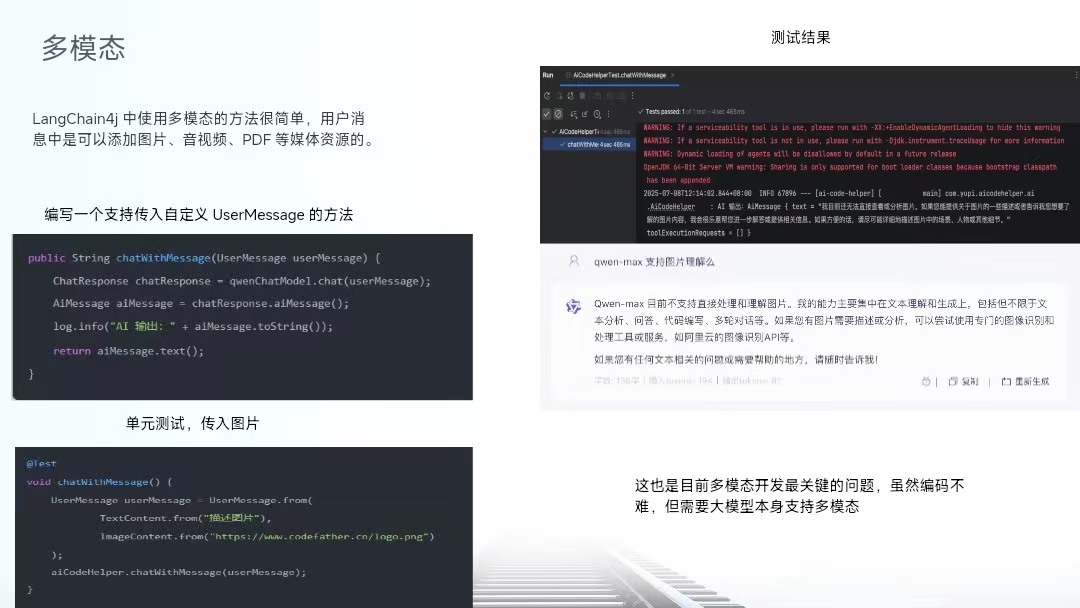 多模态
LangChain4j 中使用多模态的方法很简单，用户消
息中是可以添加图片、音视频、PDF 等媒体资源的。
编写一个支持传入自定义 UserMessage 的方法
public String chatWithMessage(UserMessage userMessage) {
ChatResponse chatResponse = qwenChatModel.chat(userMessage);
AiMessage aiMessage = chatResponse.aiMessage();
log.info("AI 输出：" + aiMessage.toString());
return aiMessage.text();
}
单元测试，传入图片
@Test
void chatWithMessage() {
UserMessage userMessage = UserMessage.from(
TextContent.from("描述图片"),
ImageContent.from("https://www.codefather.cn/logo.png")
);
aiCodeHelper.chatWithMessage(userMessage);
}
测试结果
Run AiCodeHelperTest.chatWithMessage ×
Tests passed: 1 of 1 test – 4 sec 465 ms
AiCodeHelperTe 4 sec 465 ms
chatWithMe 4 sec 465 ms
WARNING: If a serviceability tool is in use, please run with -XX:+EnableDynamicAgentLoading to hide this warning
WARNING: If a serviceability tool is not in use, please run with -Djdk.instrument.traceUsage for more information
WARNING: Dynamic loading of agents will be disallowed by default in a future release
OpenJDK 64-Bit Server VM warning: Sharing is only supported for boot loader classes because bootstrap classpath
has been appended
2025-07-08T12:14:02.844+08:00 INFO 67896 --- [ai-code-helper] [ main] com.yupi.aicodehelper.ai
.AiCodeHelper : AI 输出：AiMessage { text = "我目前还无法直接查看或分析图片。如果您能提供关于图片的一些描述或者告诉我您想要了
解的图片内容，我会很乐意帮您进一步解答或提供相关信息。如果方便的话，请尽可能详细地描述图片中的场景、人物或其他细节。"
toolExecutionRequests = [] }
qwen-max 支持图片理解么
Qwen-max 目前不支持直接处理和理解图片。我的能力主要集中在文本理解和生成上，包括但不限于文
本分析、问答、代码编写、多轮对话等。如果您有图片需要描述或分析，可以尝试使用专门的图像识别和
处理工具或服务，如阿里云的图像识别API等。
如果您有任何文本相关的问题或需要帮助的地方，请随时告诉我！
复制 | 重新生成
这也是目前多模态开发最关键的问题，虽然编码不
难，但需要大模型本身支持多模态